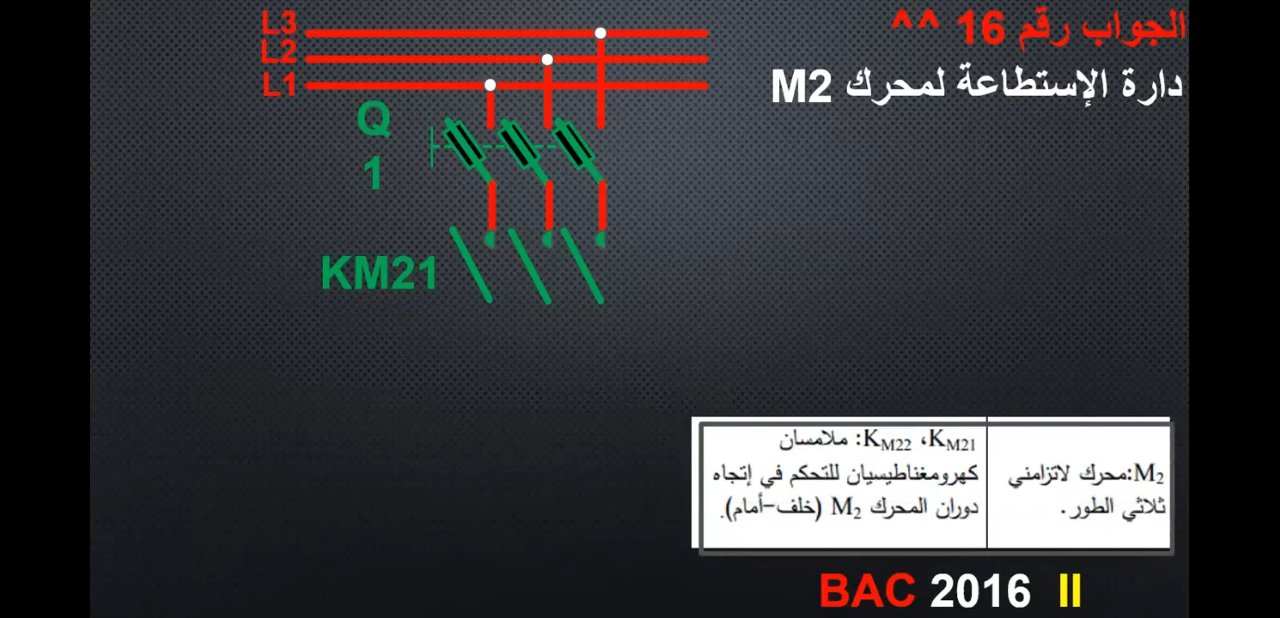 الجواب رقم 16 ^^
دارة الإستطاعة لمحرك M2
L3
L2
L1
Q
1
KM21
M2:محرك لاتزامني
ثلاثي الطور.
KM21، KM22: ملامسان
كهرومغناطيسيان للتحكم في إتجاه
دوران المحرك M2 (خلف-أمام).
BAC 2016 II